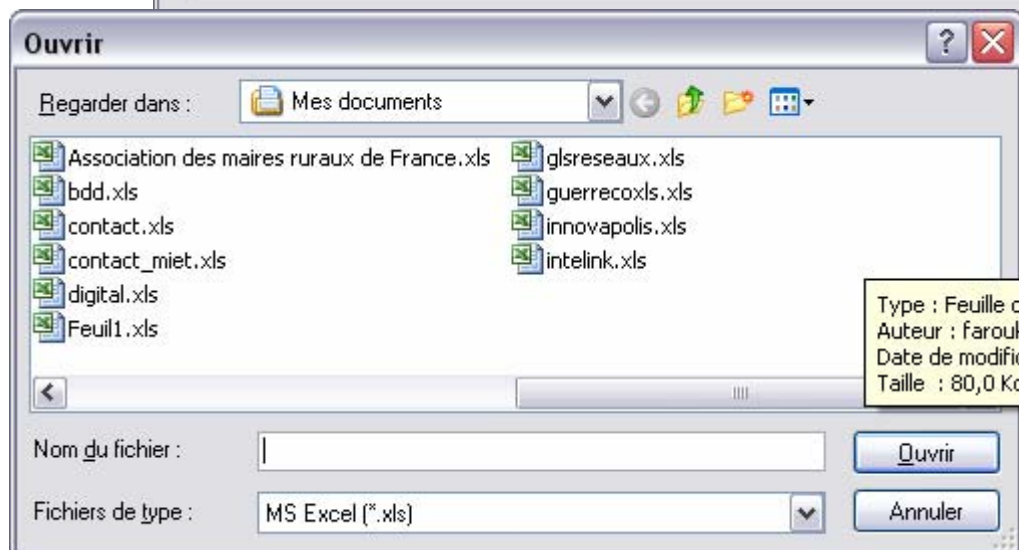 Ouvrir
Regarder dans :
Mes documents
Association des maires ruraux de France.xls
bdd.xls
contact.xls
contact_miet.xls
digital.xls
Feuil1.xls
glsreseaux.xls
guerrecoxls.xls
innovapolis.xls
intelink.xls
Type : Feuille
Auteur : farouk
Date de
Taille : 80,0 Ko
Nom du fichier :
Ouvrir
Fichiers de type :
MS Excel (*.xls)
Annuler